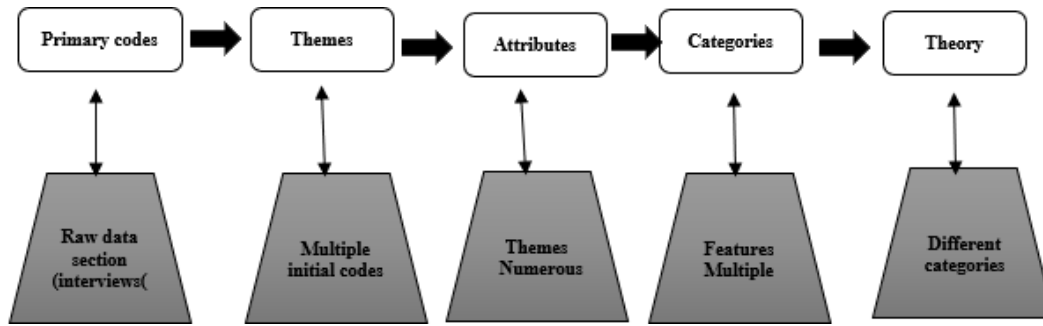 Primary codes
Themes
Attributes
Categories
Theory
Raw data
section
(interviews(
Multiple
initial codes
Themes
Numerous
Features
Multiple
Different
categories